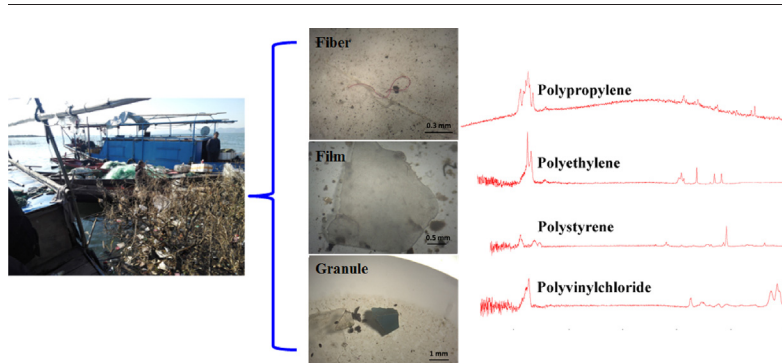 Fiber
0.3 mm
Film
0.5 mm
Granule
1 mm
Polypropylene
Polyethylene
Polystyrene
Polyvinylchloride